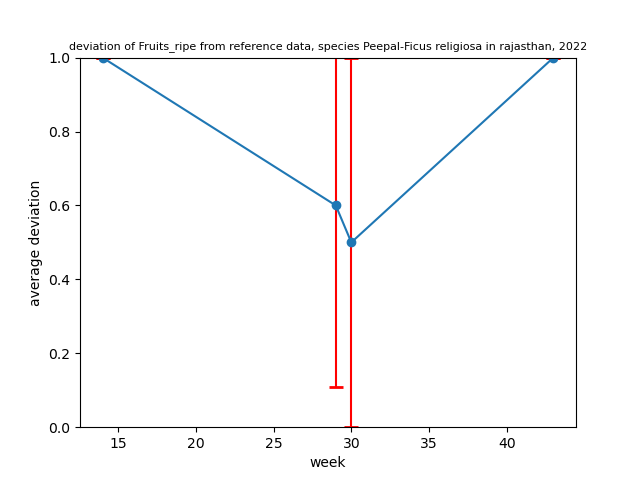 deviation of Fruits_ripe from reference data, species Peepal-Ficus religiosa in rajasthan, 2022
1.0
0.8
0.6
0.4
0.2
0.0
average deviation
15 20 25 30 35 40
week